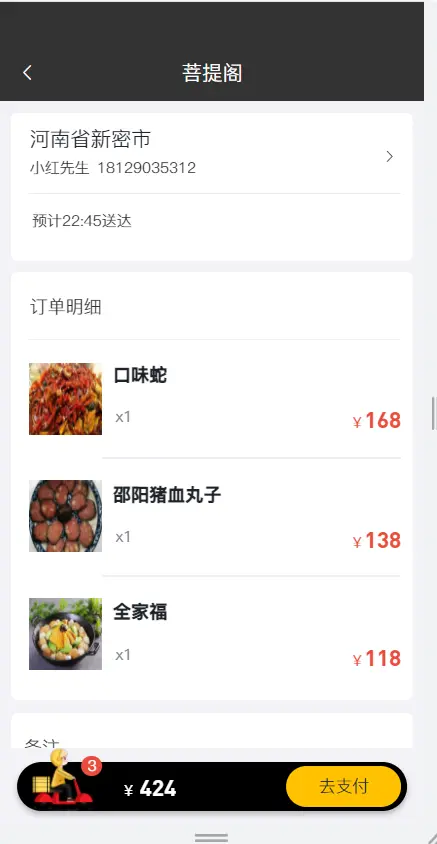 菩提阁
河南省新密市
小红先生 18129035312
预计22:45送达
订单明细
口味蛇
x1
￥168
邵阳猪血丸子
x1
￥138
全家福
x1
￥118
备注
3
￥ 424
去支付